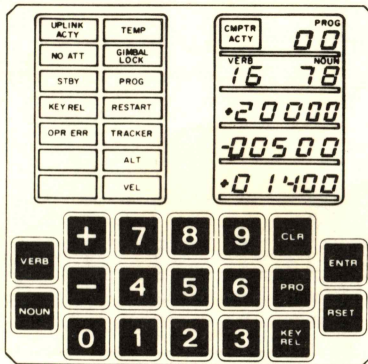 UPLINK ACTY
TEMP
NO ATT
GIMBAL LOCK
STBY
PROG
KEY REL
RESTART
OPR ERR
TRACKER
ALT
VEL
CMPTR ACTY
PROG
00
VERB NOUN
16 78
+20000
-00500
+01400
VERB
NOUN
+ 7 8 9 CLR
- 4 5 6 PRO
0 1 2 3 KEY REL
ENTR
RSET